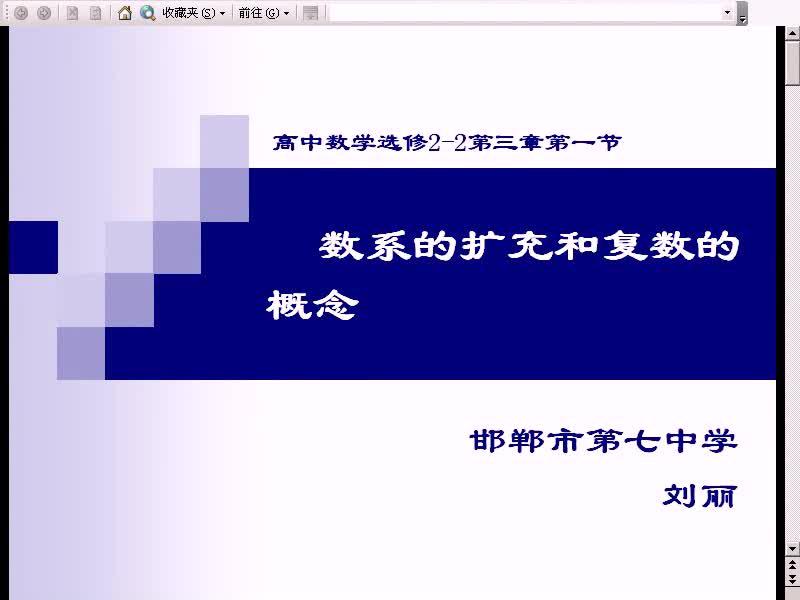 收藏夹(S) 前往(G)
高中数学选修2-2第三章第一节
数系的扩充和复数的
概念
邯郸市第七中学
刘丽